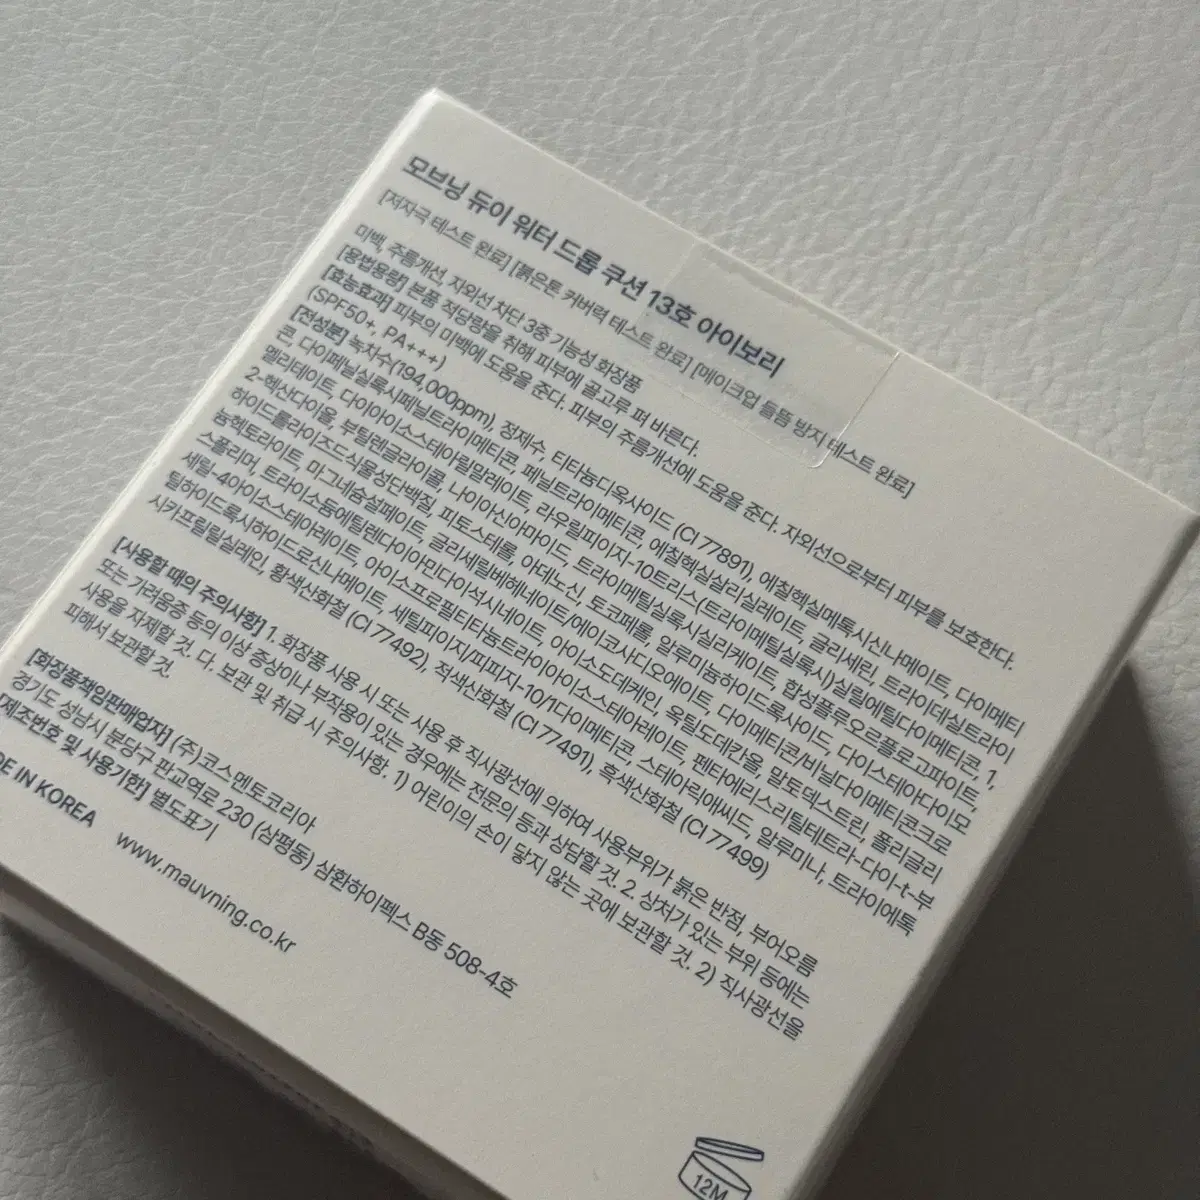 모브닝 듀이 워터 드롭 쿠션 13호 아이보리
[저자극 테스트 완료] [붉은톤 커버력 테스트 완료] [메이크업 들뜸 방지 테스트 완료]
미백, 주름개선, 자외선 차단 3중 기능성 화장품
[용법용량] 본품 적당량을 취해 피부에 골고루 펴 바른다.
[효능효과] 피부의 미백에 도움을 준다. 피부의 주름개선에 도움을 준다. 자외선으로부터 피부를 보호한다.
(SPF50+, PA+++)
[전성분] 녹차수(194,000ppm), 정제수, 티타늄디옥사이드 (CI 77891), 에칠헥실메톡시신나메이트, 다이메티
콘, 다이페닐실록시페닐트라이메티콘, 페닐트라이메티콘, 에칠헥실살리실레이트, 글리세린, 트라이데실트라이
멜리테이트, 다이아이소스테아릴말레이트, 라우릴피이지-10트리스(트라이메틸실록시)실릴에틸다이메티콘, 1,
2-헥산다이올, 부틸렌글라이콜, 나이아신아마이드, 트라이메틸실록시실리케이트, 합성플루오르플로고파이트,
하이드롤라이즈드식물성단백질, 피토스테롤, 아데노신, 토코페롤, 알루미늄하이드록사이드, 다이스테아다이모
늄헥토라이트, 마그네슘설페이트, 글리세릴베헤네이트/에이코사디오에이트, 다이메티콘/비닐다이메티콘크로
스폴리머, 트라이소듐에틸렌다이아민다이석시네이트, 아이소도데케인, 옥틸도데칸올, 말토덱스트린, 폴리글리
세릴-4아이소스테아레이트, 아이소프로필티타늄트라이아이소스테아레이트, 펜타에리스리틸테트라-다이-t-부
틸하이드록시하이드로신나메이트, 세틸피이지/피피지-10/1다이메티콘, 스테아릭애씨드, 알루미나, 트라이에톡
시카프릴릴실레인, 황색산화철 (CI 77492), 적색산화철 (CI 77491), 흑색산화철 (CI 77499)
[사용할 때의 주의사항] 1. 화장품 사용 시 또는 사용 후 직사광선에 의하여 사용부위가 붉은 반점, 부어오름
또는 가려움증 등의 이상 증상이나 부작용이 있는 경우에는 전문의 등과 상담할 것. 2. 상처가 있는 부위 등에는
사용을 자제할 것. 다. 보관 및 취급 시 주의사항. 1) 어린이의 손이 닿지 않는 곳에 보관할 것. 2) 직사광선을
피해서 보관할 것.
[화장품책임판매업자] (주)코스멘토코리아
경기도 성남시 분당구 판교역로 230 (삼평동) 삼환하이펙스 B동 508-4호
[제조번호 및 사용기한] 별도표기
DE IN KOREA www.mauvning.co.kr
12M